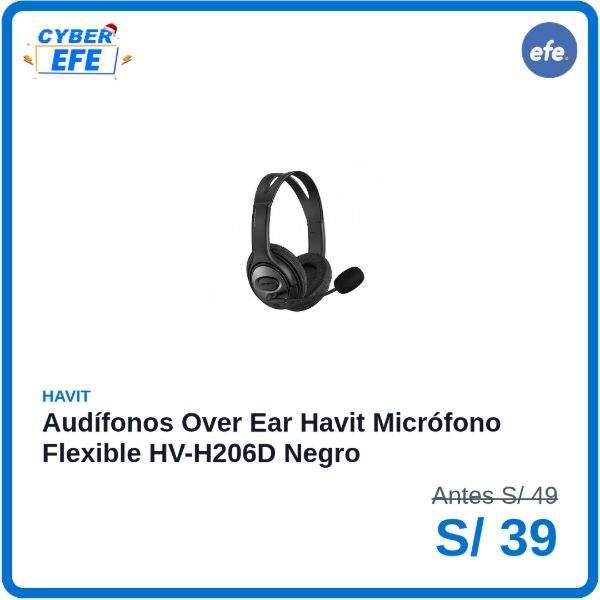 CYBER
EFE
efe.
HAVIT
Audífonos Over Ear Havit Micrófono
Flexible HV-H206D Negro
Antes S/ 49
S/ 39